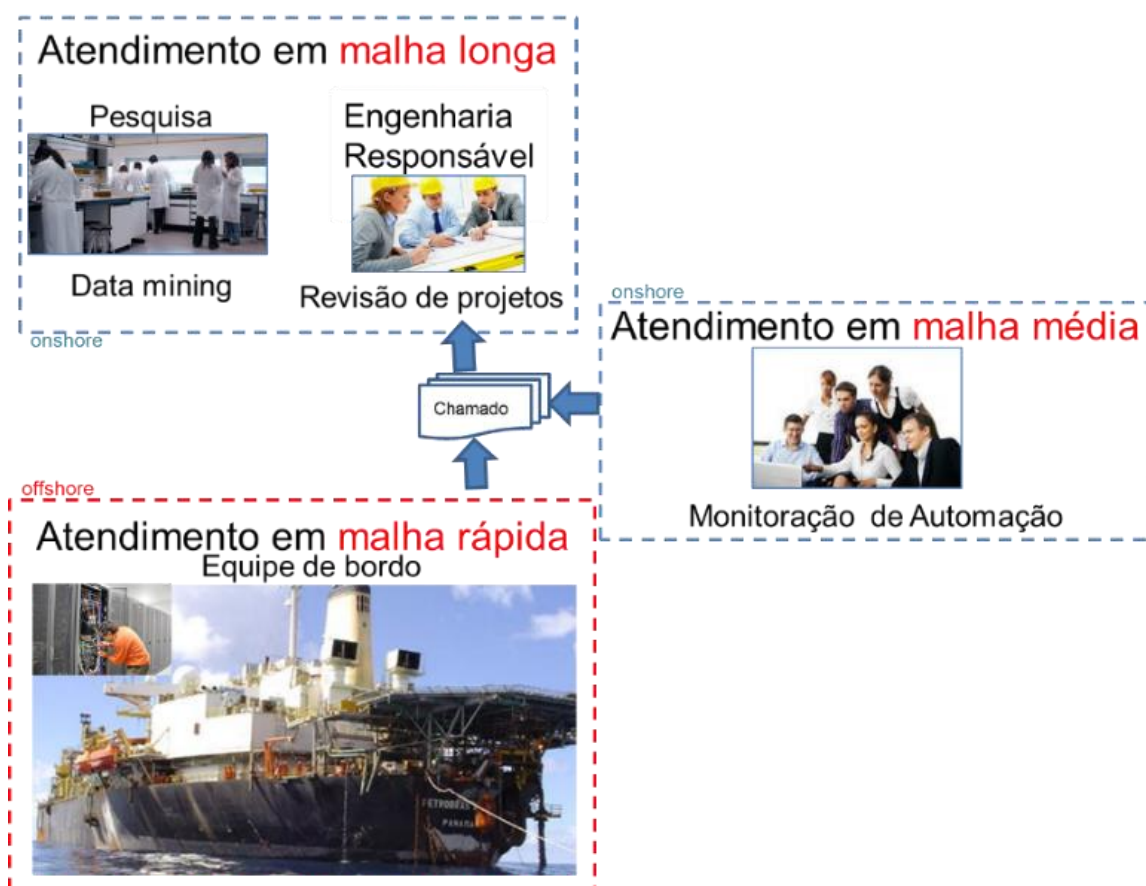 Atendimento em malha longa
Pesquisa
Data mining
Engenharia
Responsável
Revisão de projetos
onshore
onshore
Atendimento em malha média
Monitoração de Automação
Chamado
offshore
Atendimento em malha rápida
Equipe de bordo
PETROBRAS
PANAMA